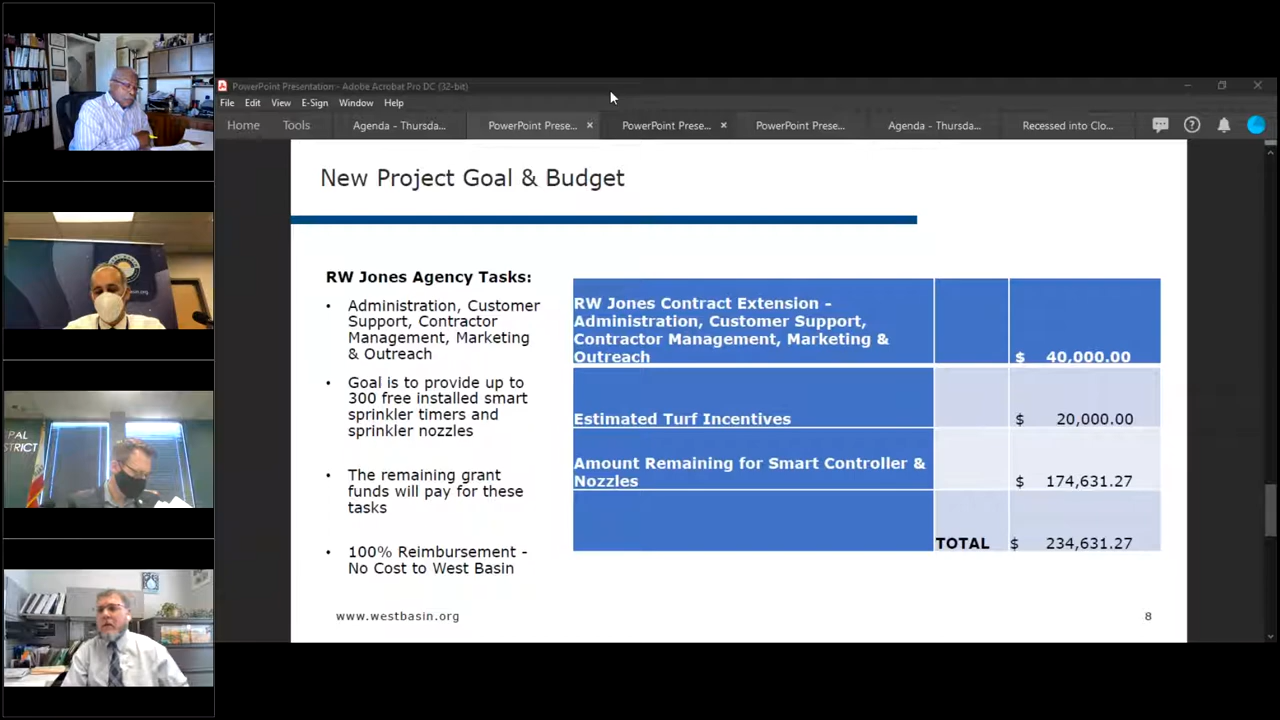 PowerPoint Presentation - Adobe Acrobat Pro DC (32-bit)
File Edit View E-Sign Window Help
Home Tools Agenda - Thursda... PowerPoint Prese... PowerPoint Prese... PowerPoint Prese... Agenda - Thursda... Recessed into Clo...
New Project Goal & Budget
RW Jones Agency Tasks:
• Administration, Customer
Support, Contractor
Management, Marketing
& Outreach
• Goal is to provide up to
300 free installed smart
sprinkler timers and
sprinkler nozzles
• The remaining grant
funds will pay for these
tasks
• 100% Reimbursement -
No Cost to West Basin
RW Jones Contract Extension -
Administration, Customer Support,
Contractor Management, Marketing &
Outreach $ 40,000.00
Estimated Turf Incentives $ 20,000.00
Amount Remaining for Smart Controller &
Nozzles $ 174,631.27
TOTAL $ 234,631.27
www.westbasin.org 8
PAL
STRICT